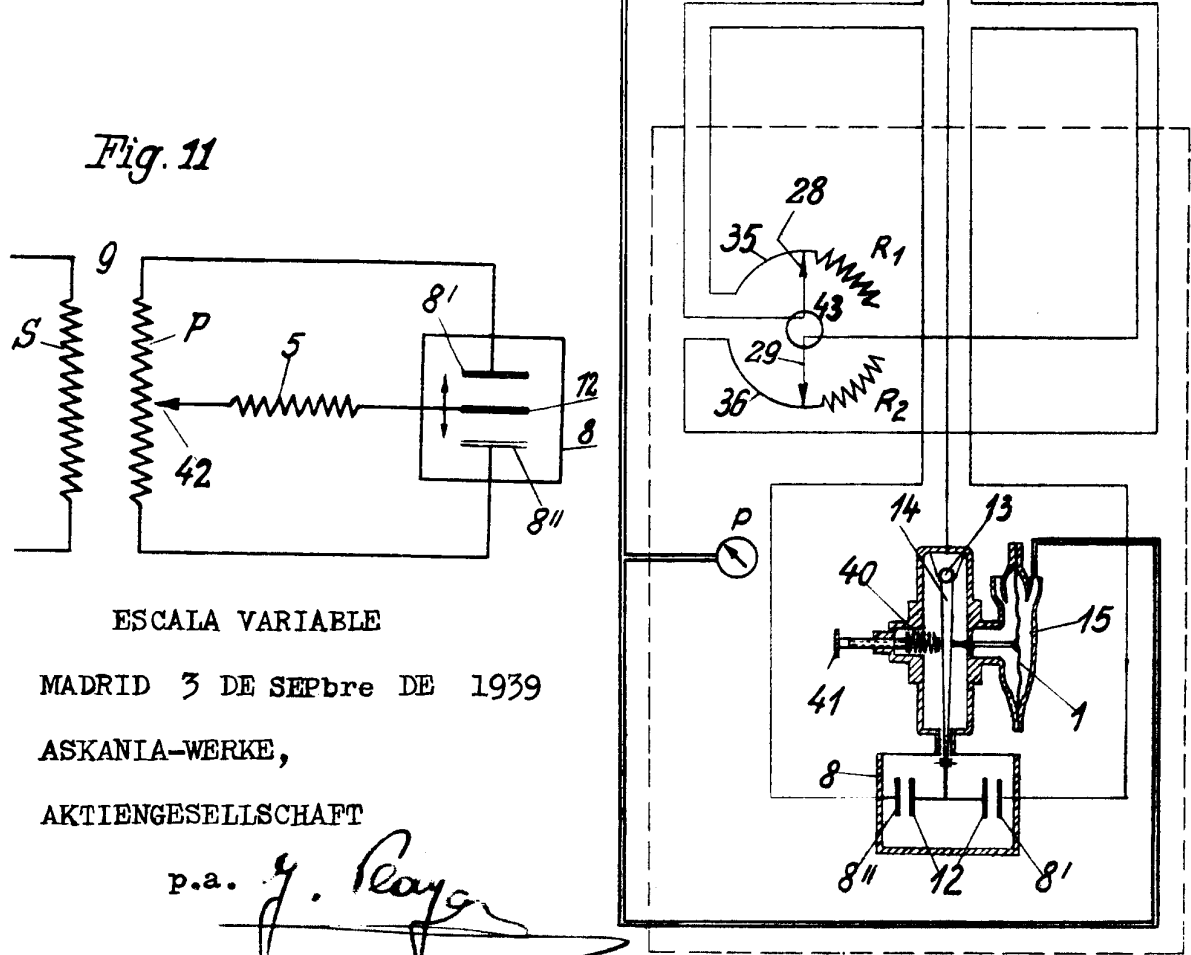 Fig. 11
9
S
P
5
42
8'
12
8
8"
ESCALA VARIABLE
MADRID 3 DE SEPbre DE 1939
ASKANIA-WERKE,
AKTIENGESELLSCHAFT
p.a. J. Playa
28
35
R1
43
29
36
R2
P
14
13
40
15
41
1
8
8" 12 8'